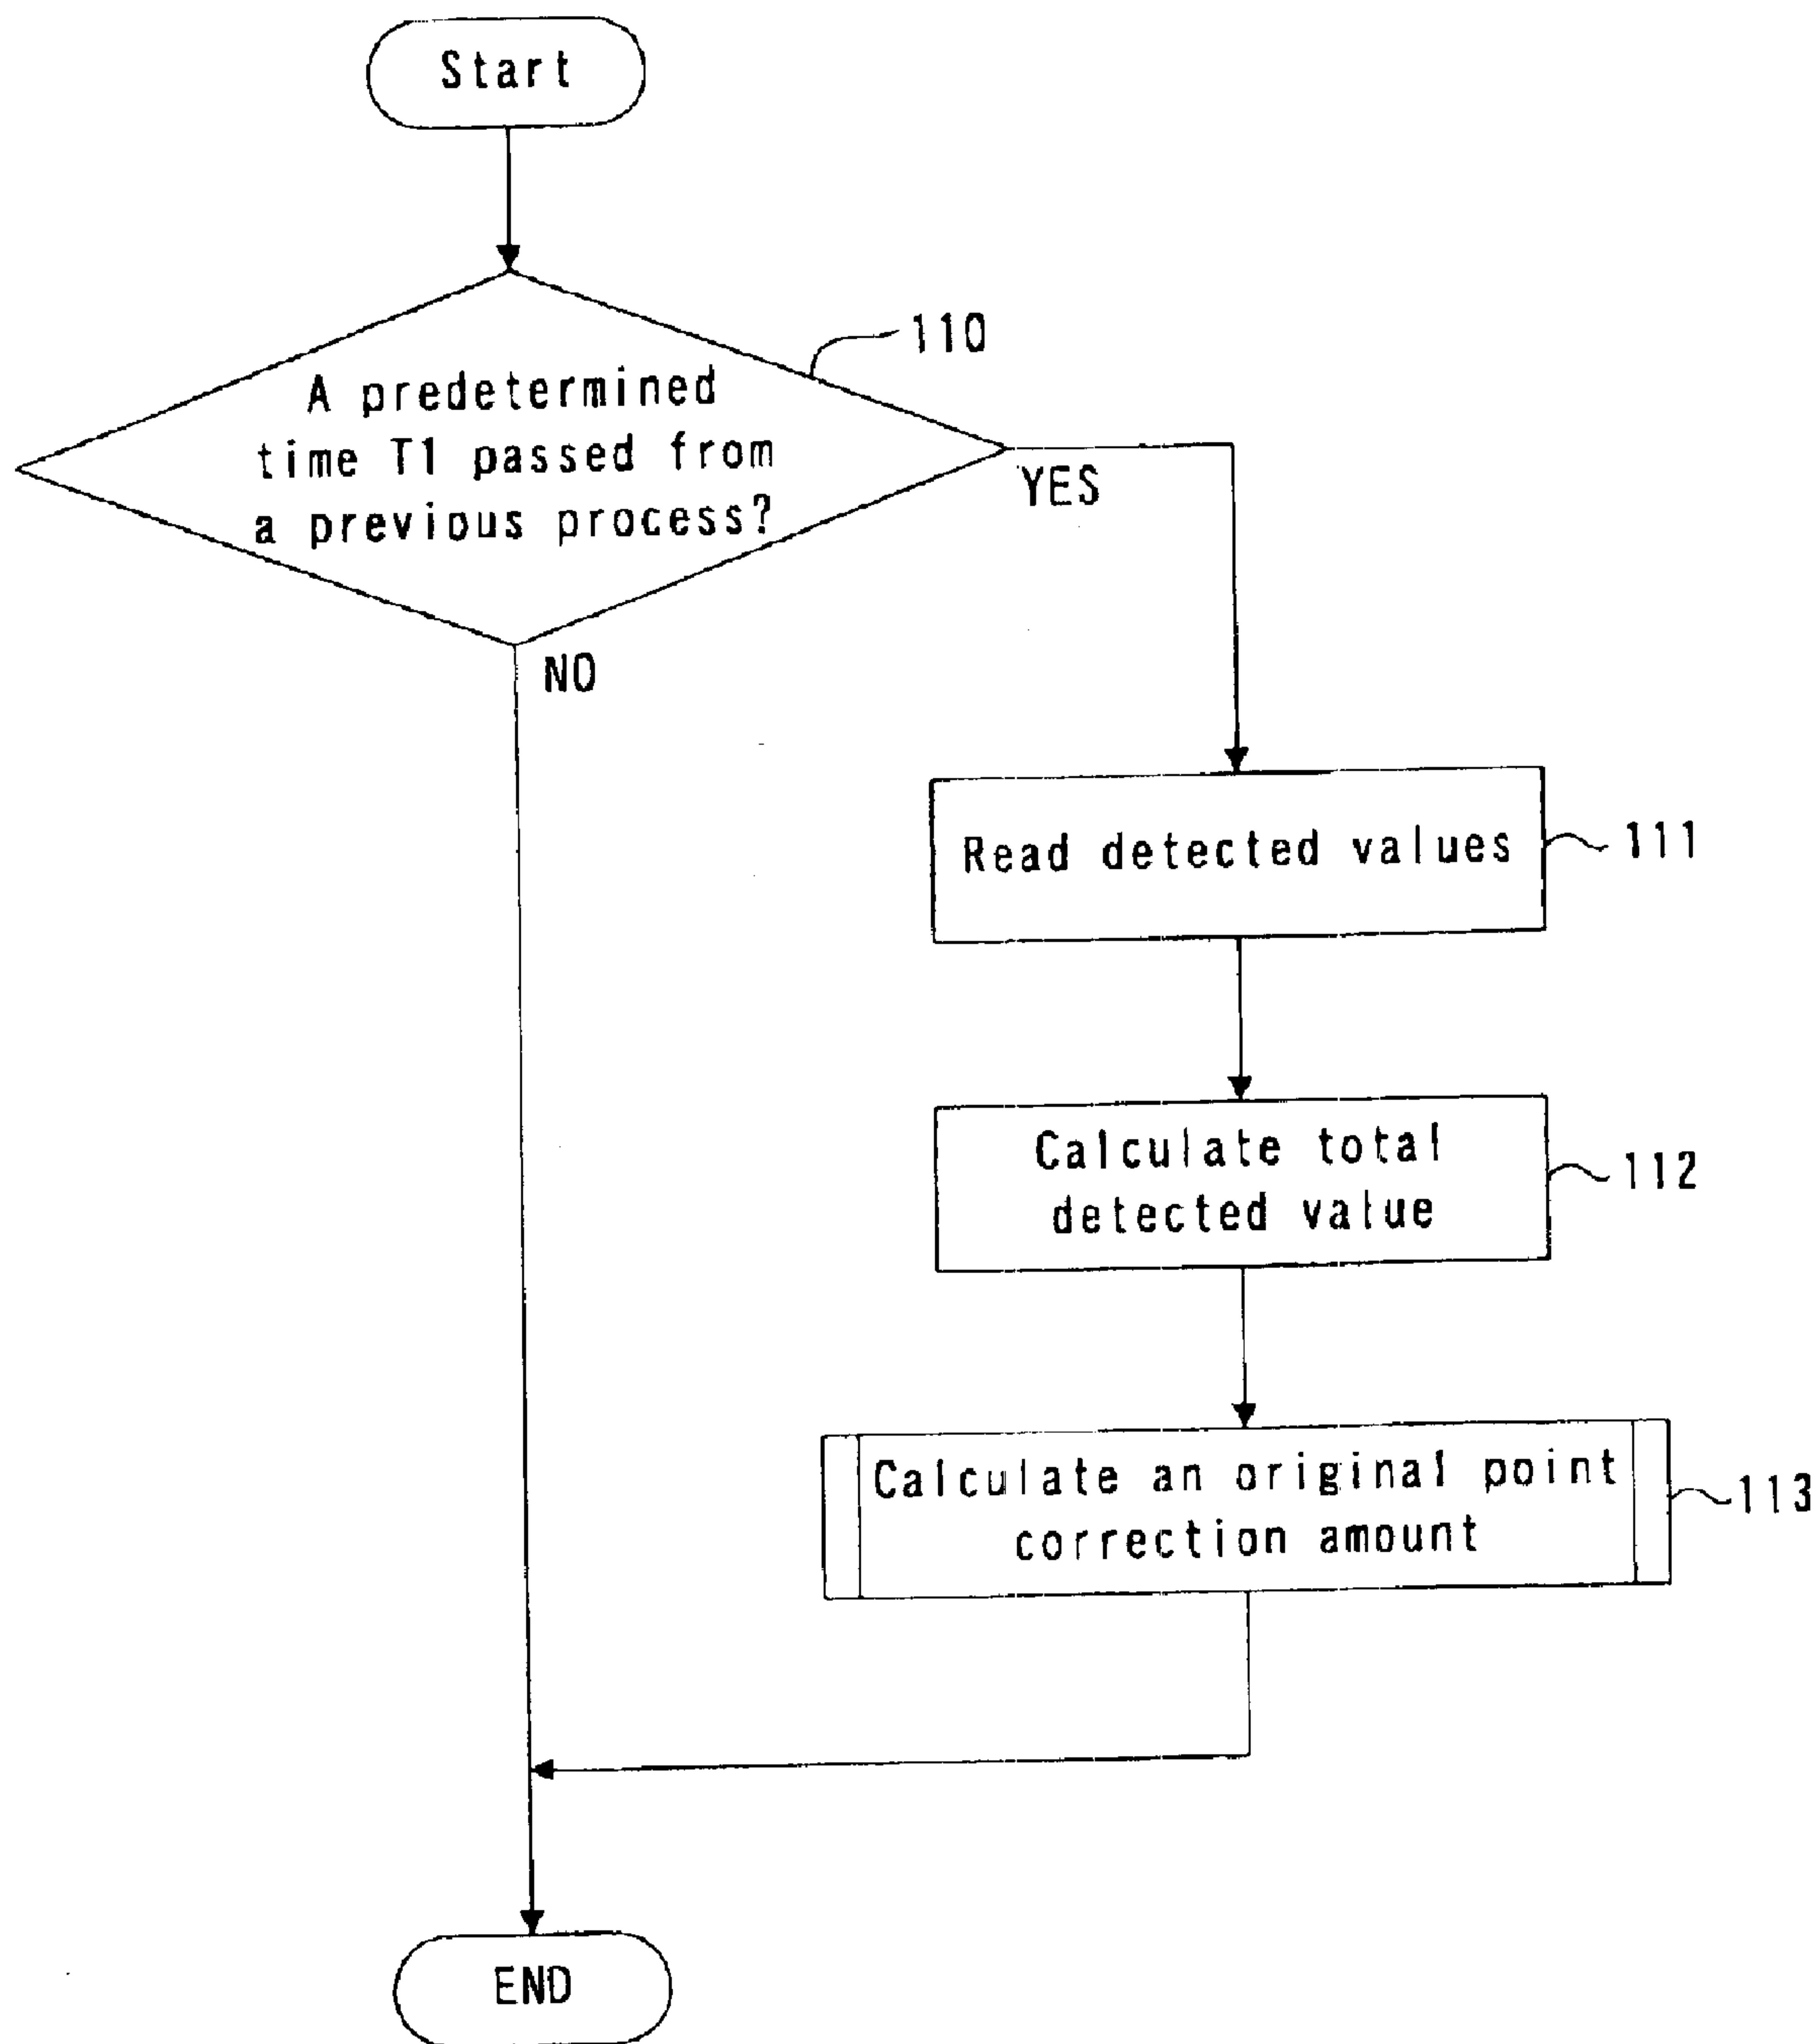 Start
110
A predetermined
time T1 passed from
a previous process?
YES
NO
Read detected values
111
Calculate total
detected value
112
Calculate an original point
correction amount
113
END